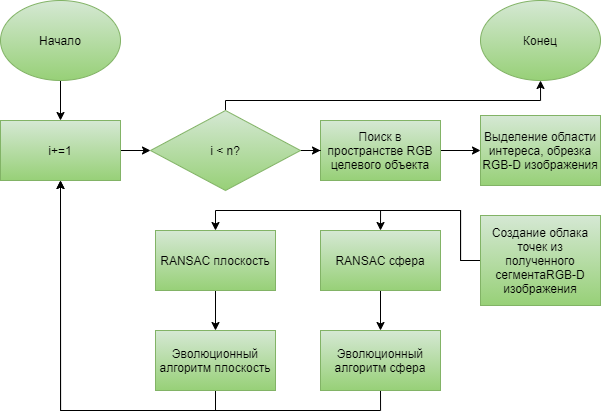 Начало
Конец
i+=1
i < n?
Поиск в
пространстве RGB
целевого объекта
Выделение области
интереса, обрезка
RGB-D изображения
RANSAC плоскость
RANSAC сфера
Создание облака
точек из
полученного
сегментаRGB-D
изображения
Эволюционный
алгоритм плоскость
Эволюционный
алгоритм сфера